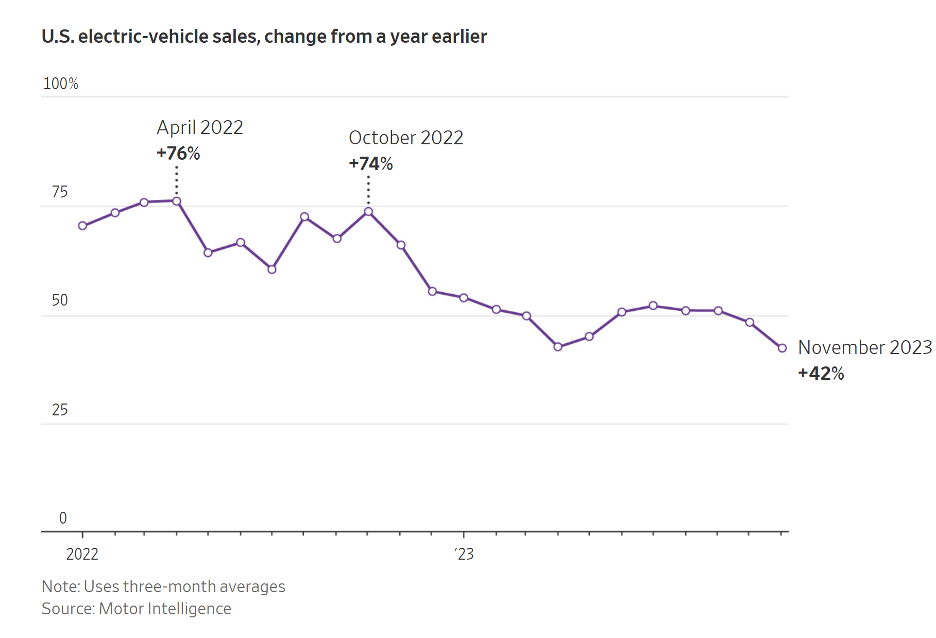 U.S. electric-vehicle sales, change from a year earlier
100%
April 2022
+76%
October 2022
+74%
75
50
November 2023
+42%
25
0
2022
'23
Note: Uses three-month averages
Source: Motor Intelligence